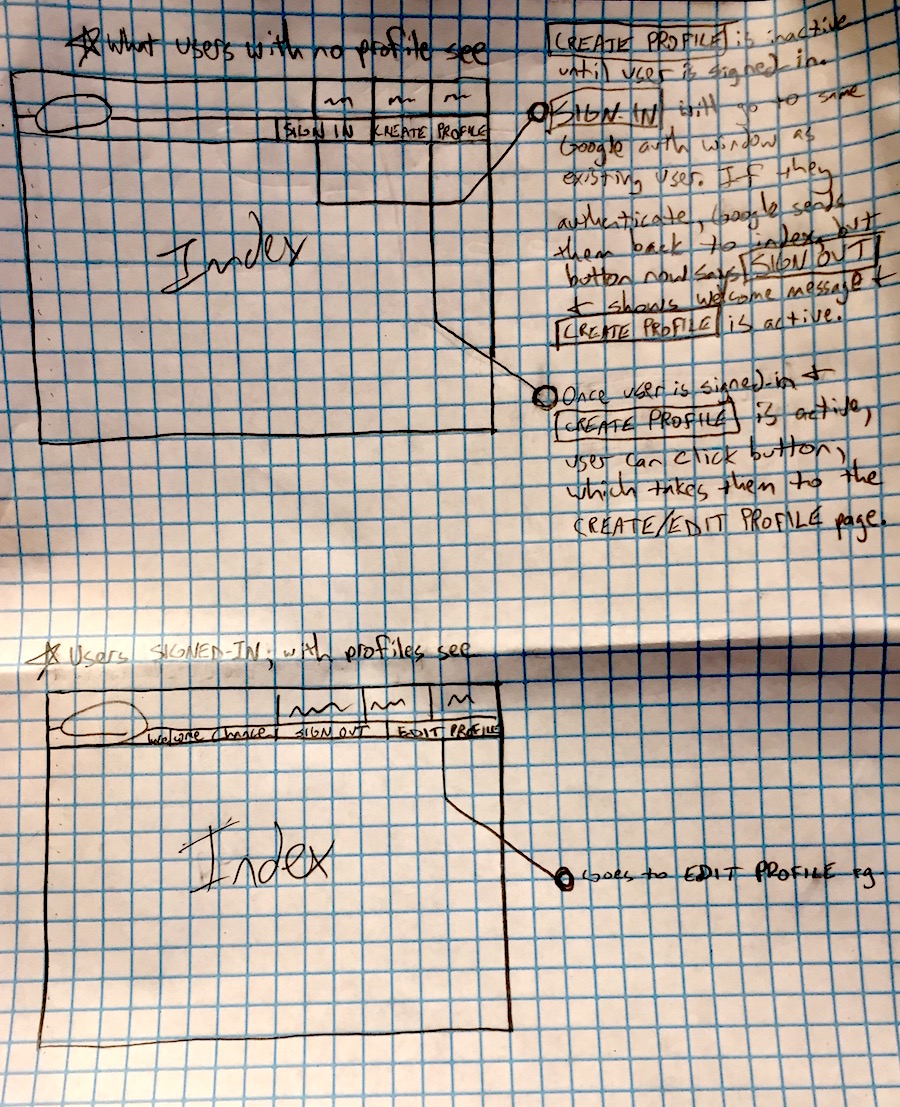 What users with no profile see
SIGN IN CREATE PROFILE
Index
CREATE PROFILE is inactive
until user is signed-in.
SIGN IN will go to same
Google auth window as
existing user. If they
authenticate, Google sends
them back to index, but
button now says SIGN OUT
+ shows welcome message +
CREATE PROFILE is active.
Once user is signed-in +
CREATE PROFILE is active,
user can click button,
which takes them to the
CREATE/EDIT PROFILE page.
Users SIGNED-IN, with profiles see
Welcome Chance! SIGN OUT EDIT PROFILE
Index
Goes to EDIT PROFILE pg